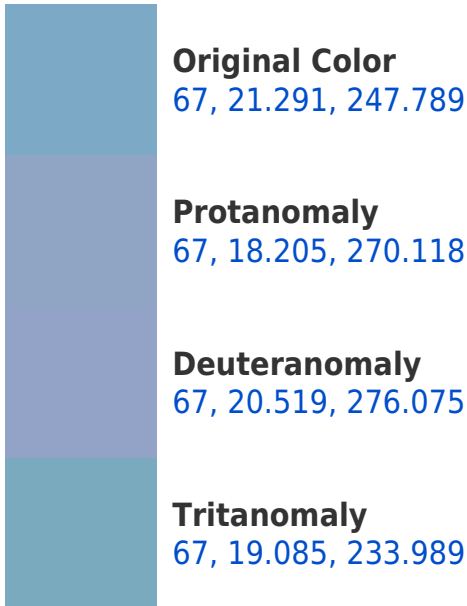 Original Color
67, 21.291, 247.789
Protanomaly
67, 18.205, 270.118
Deuteranomaly
67, 20.519, 276.075
Tritanomaly
67, 19.085, 233.989